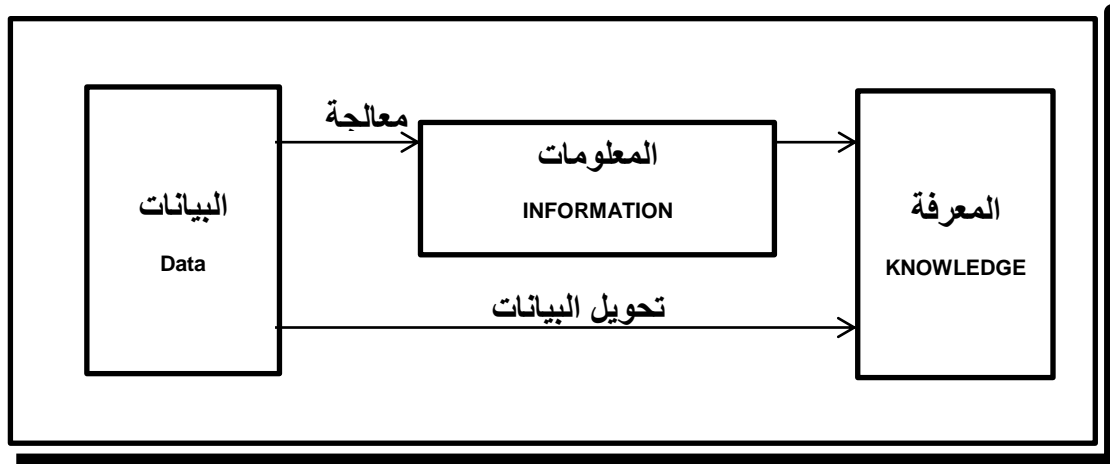 معالجة
المعلومات
INFORMATION
البيانات
Data
المعرفة
KNOWLEDGE
تحويل البيانات